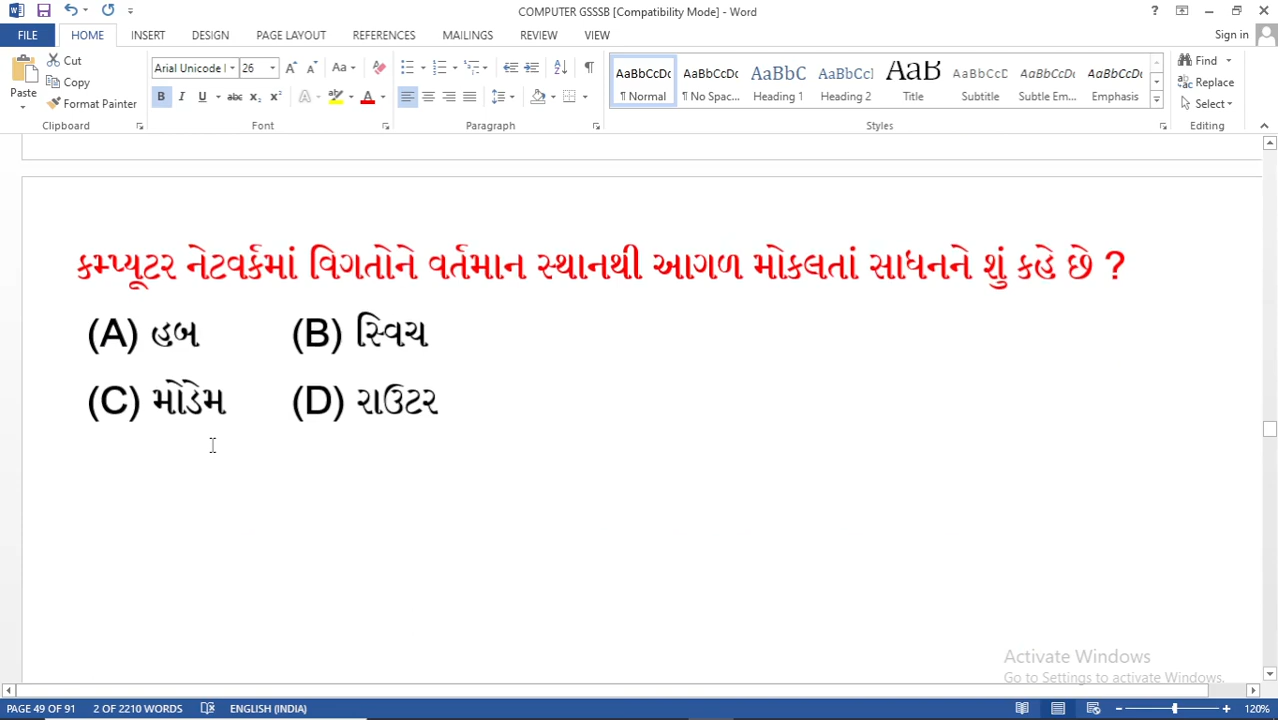 COMPUTER GSSSB [Compatibility Mode] - Word
FILE HOME INSERT DESIGN PAGE LAYOUT REFERENCES MAILINGS REVIEW VIEW Sign in
Cut
Copy
Format Painter
Paste
Clipboard
Arial Unicode 26
Font
Paragraph
AaBbCcDc AaBbCcDc AaBbC AaBbCcI AaB AaBbCcD AaBbCcDc AaBbCcDc
¶ Normal ¶ No Spac... Heading 1 Heading 2 Title Subtitle Subtle Em... Emphasis
Styles
Find
Replace
Select
Editing
કમ્પ્યૂટર નેટવર્કમાં વિગતોને વર્તમાન સ્થાનથી આગળ મોકલતાં સાધનને શું કહે છે ?
(A) હબ (B) સ્વિચ
(C) મોડેમ (D) રાઉટર
Activate Windows
Go to Settings to activate Windows.
PAGE 49 OF 91 2 OF 2210 WORDS ENGLISH (INDIA) 120%